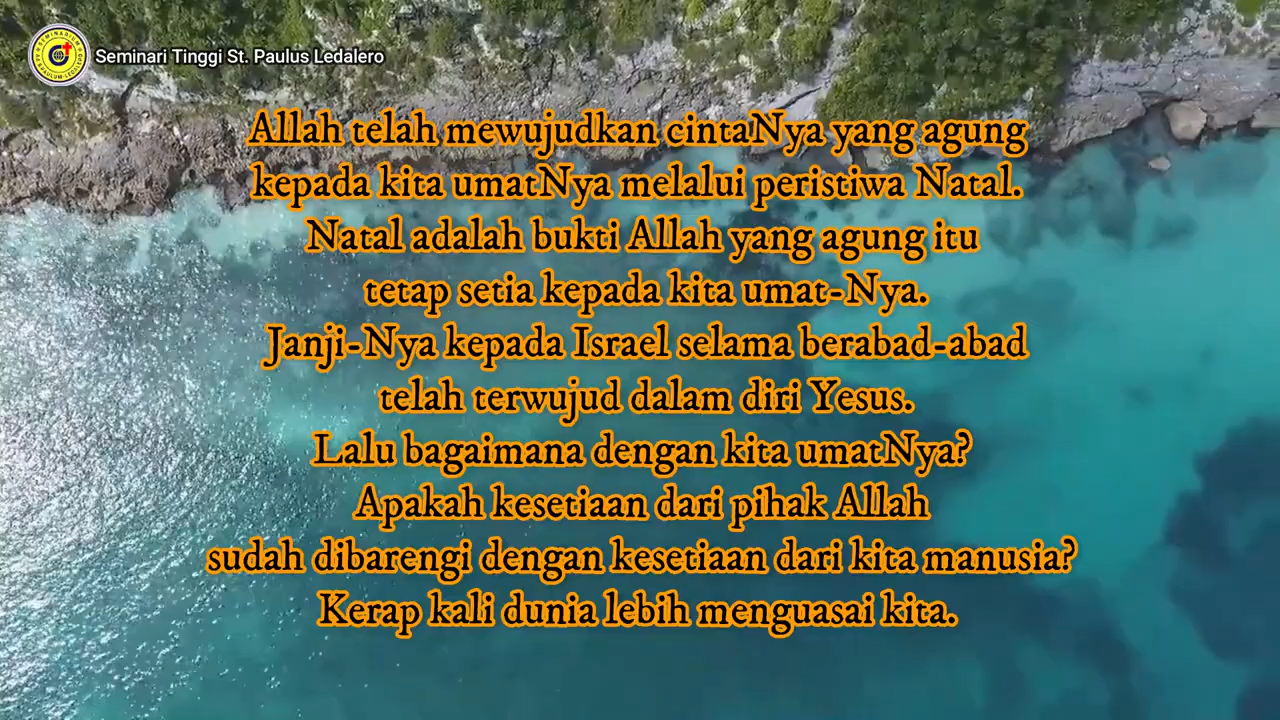 Seminari Tinggi St. Paulus Ledalero
Allah telah mewujudkan cintaNya yang agung
kepada kita umatNya melalui peristiwa Natal.
Natal adalah bukti Allah yang agung itu
tetap setia kepada kita umat-Nya.
Janji-Nya kepada Israel selama berabad-abad
telah terwujud dalam diri Yesus.
Lalu bagaimana dengan kita umatNya?
Apakah kesetiaan dari pihak Allah
sudah dibarengi dengan kesetiaan dari kita manusia?
Kerap kali dunia lebih menguasai kita.